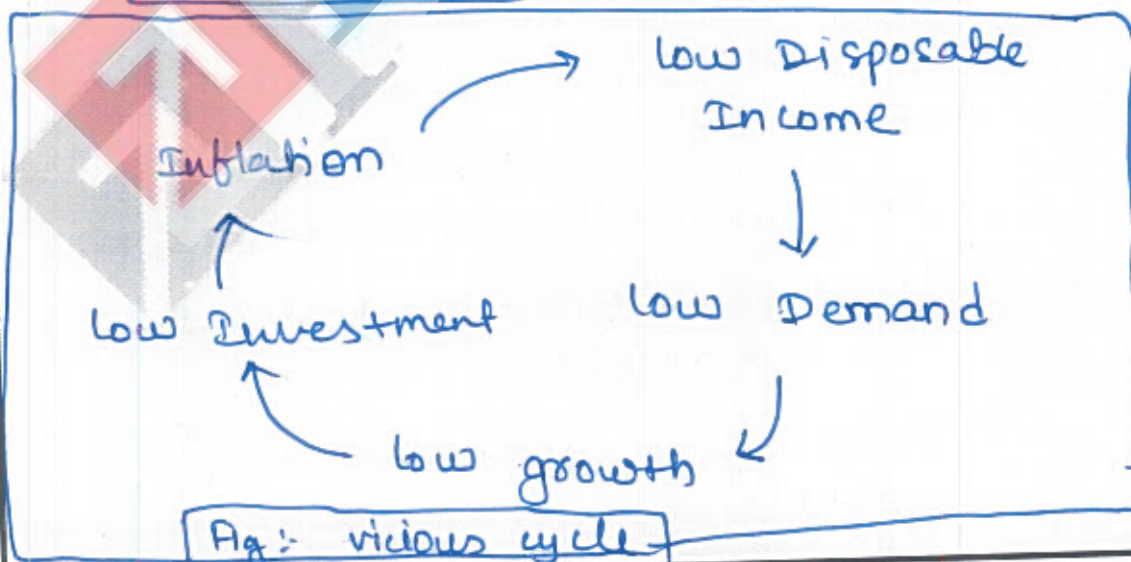 Inflation
low Disposable
Income
low Demand
low growth
low Investment
Fig:- vicious cycle